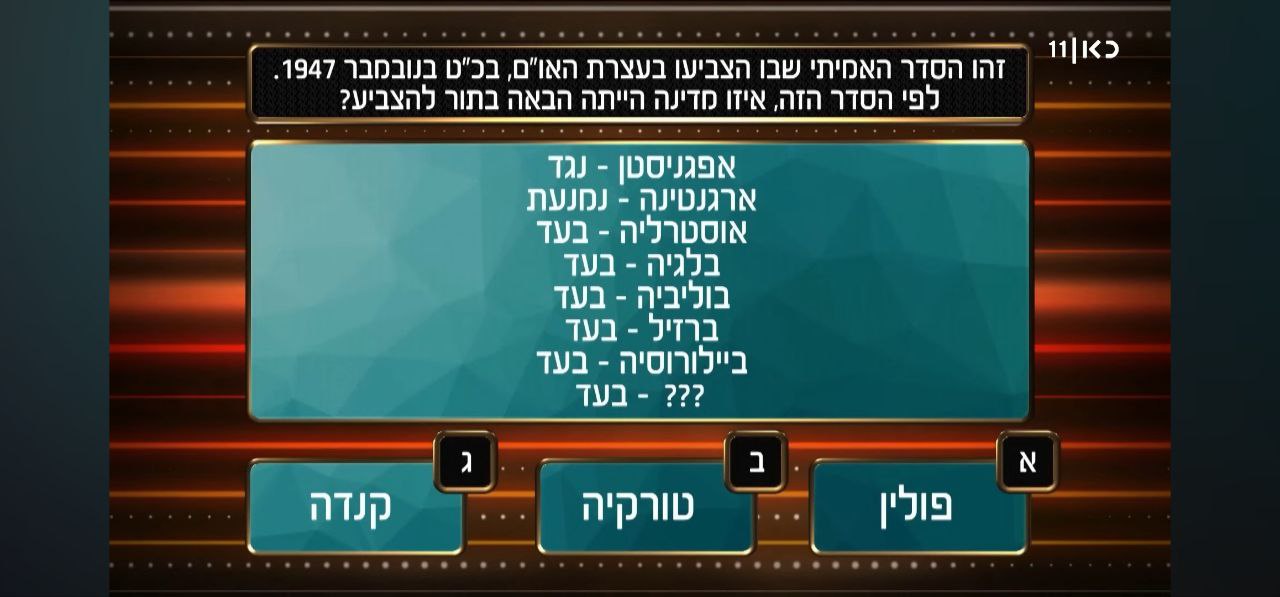 כאן|11
זהו הסדר האמיתי שבו הצביעו בעצרת האו"ם, בכ"ט בנובמבר 1947.
לפי הסדר הזה, איזו מדינה הייתה הבאה בתור להצביע?
אפגניסטן - נגד
ארגנטינה - נמנעת
אוסטרליה - בעד
בלגיה - בעד
בוליביה - בעד
ברזיל - בעד
ביילורוסיה - בעד
??? - בעד
א
פולין
ב
טורקיה
ג
קנדה